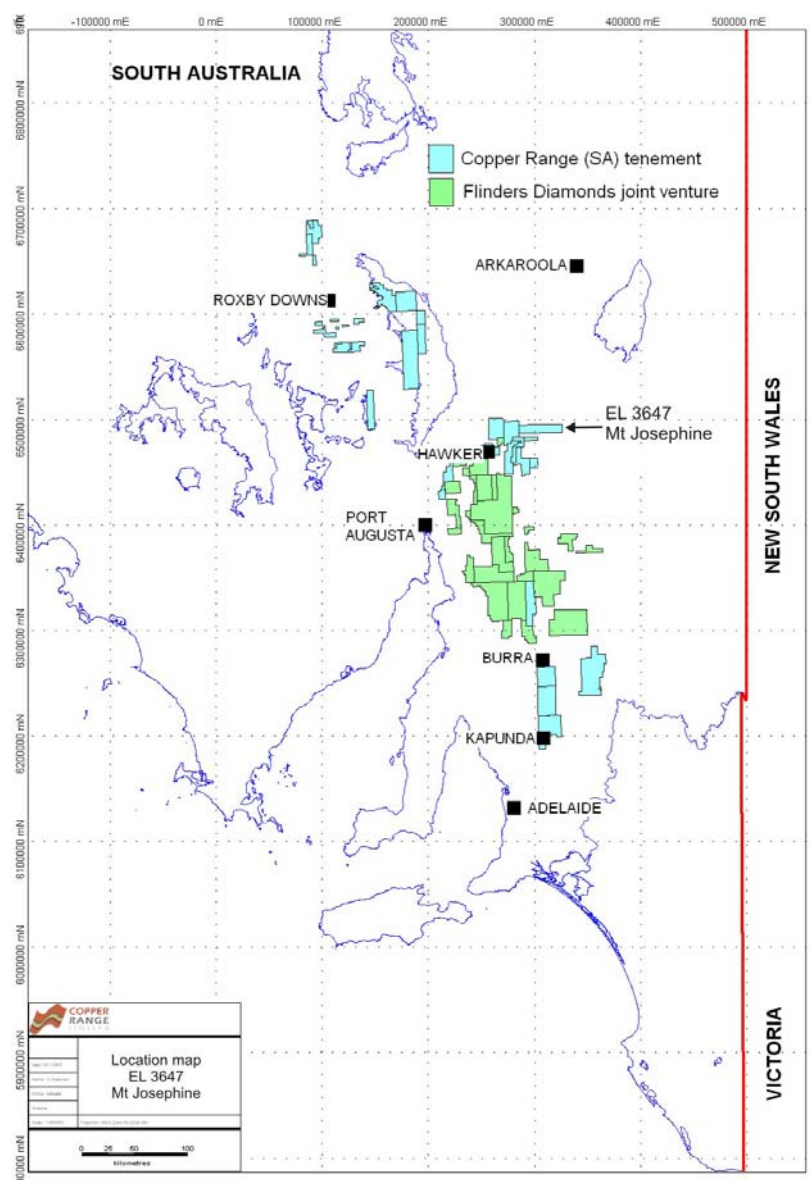 -100000 mE
0 mE
100000 mE
200000 mE
300000 mE
400000 mE
500000 mE
SOUTH AUSTRALIA
6800000 mN
Copper Range (SA) tenement
Flinders Diamonds joint venture
6700000 mN
ARKAROOLA
ROXBY DOWNS
6600000 mN
EL 3647
Mt Josephine
6500000 mN
HAWKER
NEW SOUTH WALES
PORT
AUGUSTA
6400000 mN
6300000 mN
BURRA
6200000 mN
KAPUNDA
ADELAIDE
6100000 mN
6000000 mN
COPPER
RANGE
LIMITED
VICTORIA
5900000 mN
Location map
EL 3647
Mt Josephine
0 25 50 100
kilometres